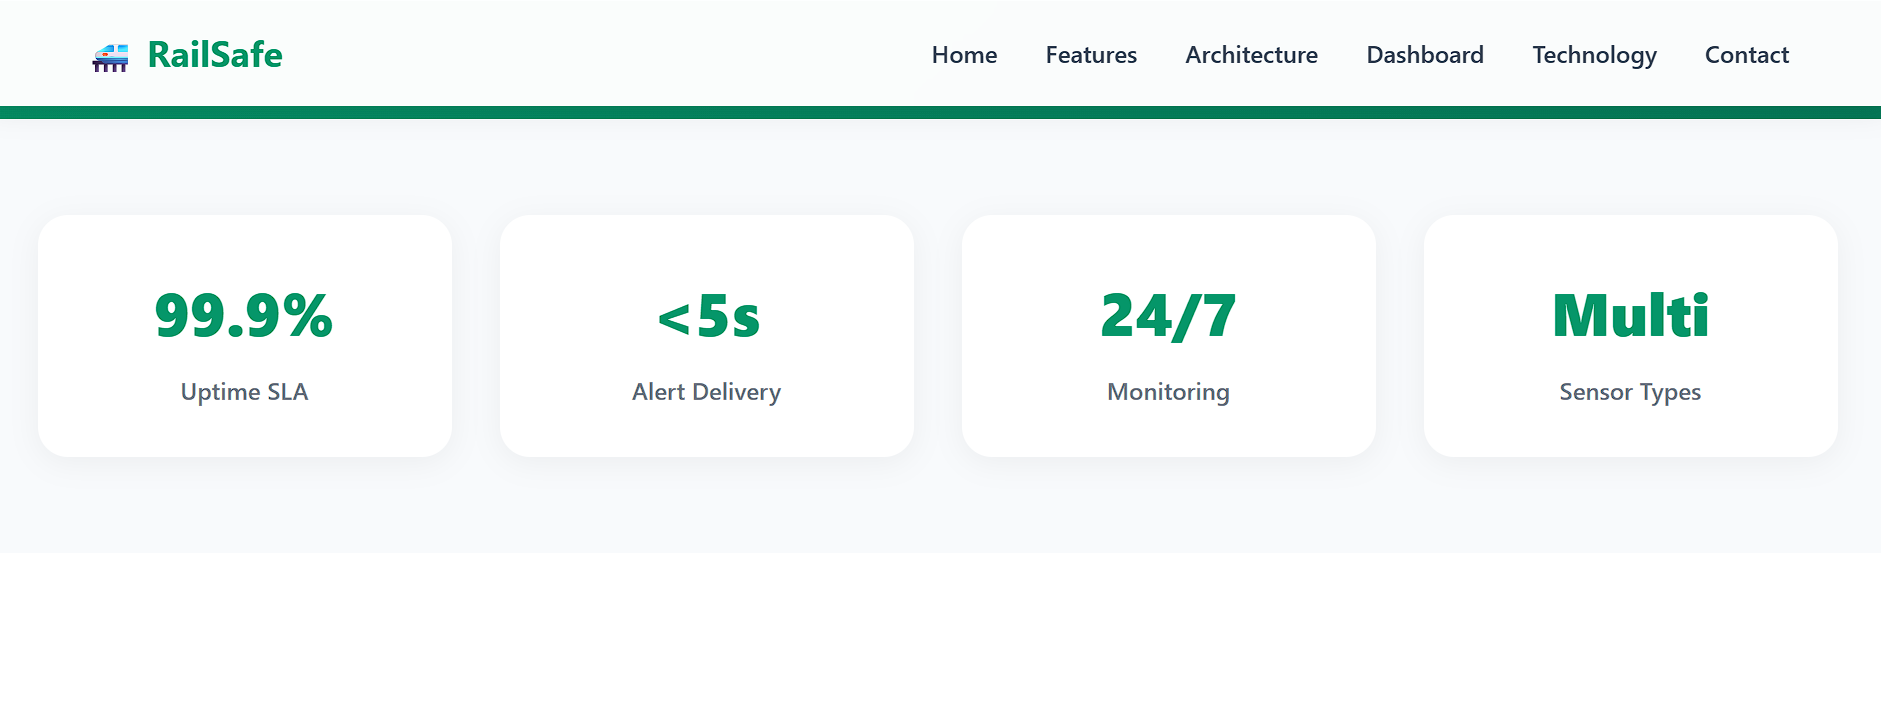 RailSafe
Home Features Architecture Dashboard Technology Contact
99.9%
Uptime SLA
<5s
Alert Delivery
24/7
Monitoring
Multi
Sensor Types